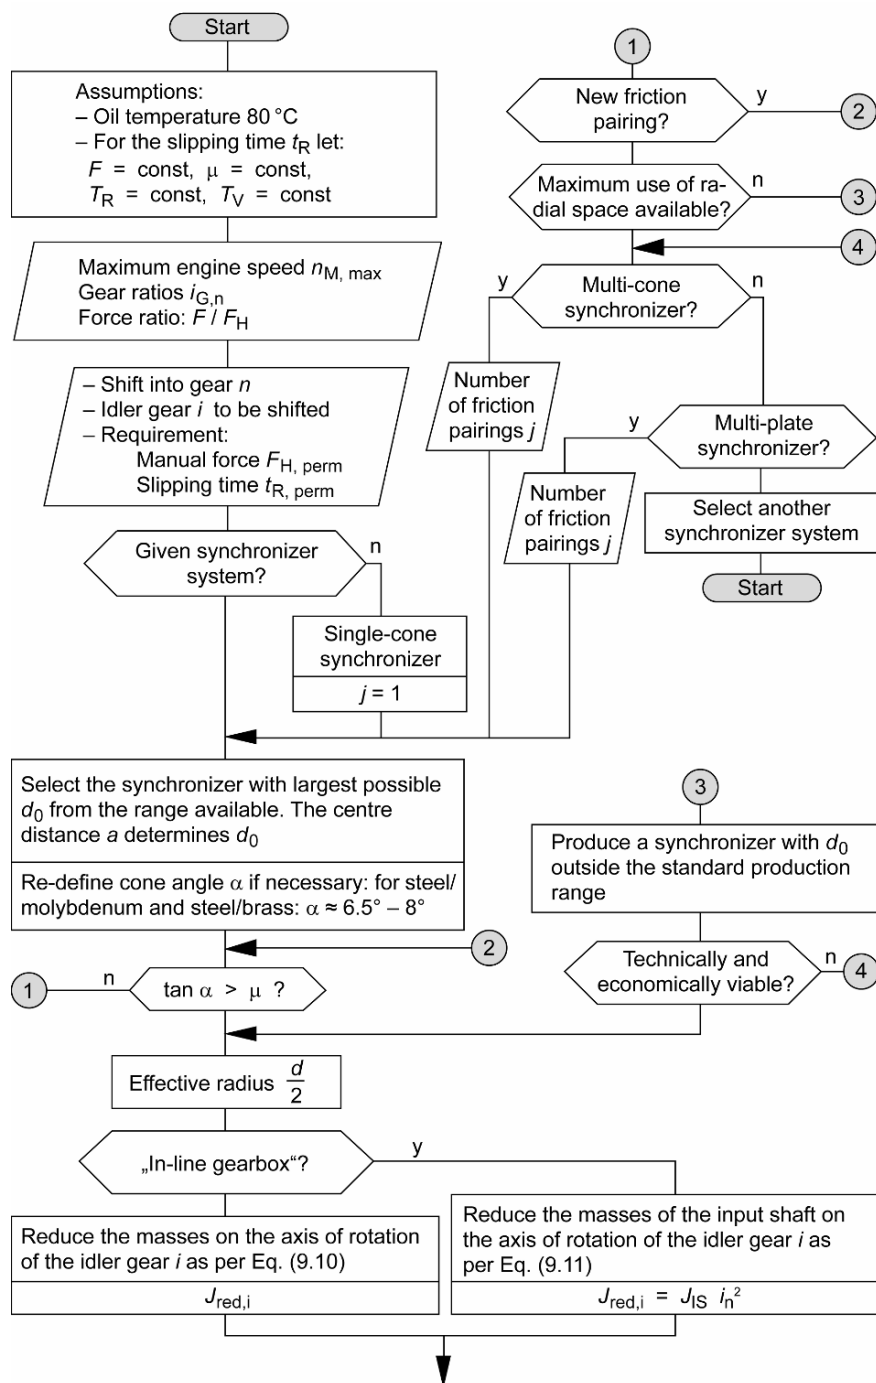 Start
Assumptions:
– Oil temperature 80 °C
– For the slipping time tR let:
F = const, μ = const,
TR = const, TV = const
Maximum engine speed nM, max
Gear ratios iG,n
Force ratio: F / FH
– Shift into gear n
– Idler gear i to be shifted
– Requirement:
Manual force FH, perm
Slipping time tR, perm
Given synchronizer
system?
n
Single-cone
synchronizer
j = 1
Select the synchronizer with largest possible
d0 from the range available. The centre
distance a determines d0
Re-define cone angle α if necessary: for steel/
molybdenum and steel/brass: α ≈ 6.5° – 8°
2
n
1
tan α > μ ?
Effective radius d/2
„In-line gearbox“?
y
Reduce the masses on the axis of rotation
of the idler gear i as per Eq. (9.10)
Jred,i
Reduce the masses of the input shaft on
the axis of rotation of the idler gear i as
per Eq. (9.11)
Jred,i = JIS in²
1
New friction
pairing?
y
2
Maximum use of ra-
dial space available?
n
3
4
y
Multi-cone
synchronizer?
n
Number
of friction
pairings j
y
Multi-plate
synchronizer?
Number
of friction
pairings j
Select another
synchronizer system
Start
3
Produce a synchronizer with d0
outside the standard production
range
Technically and
economically viable?
n
4